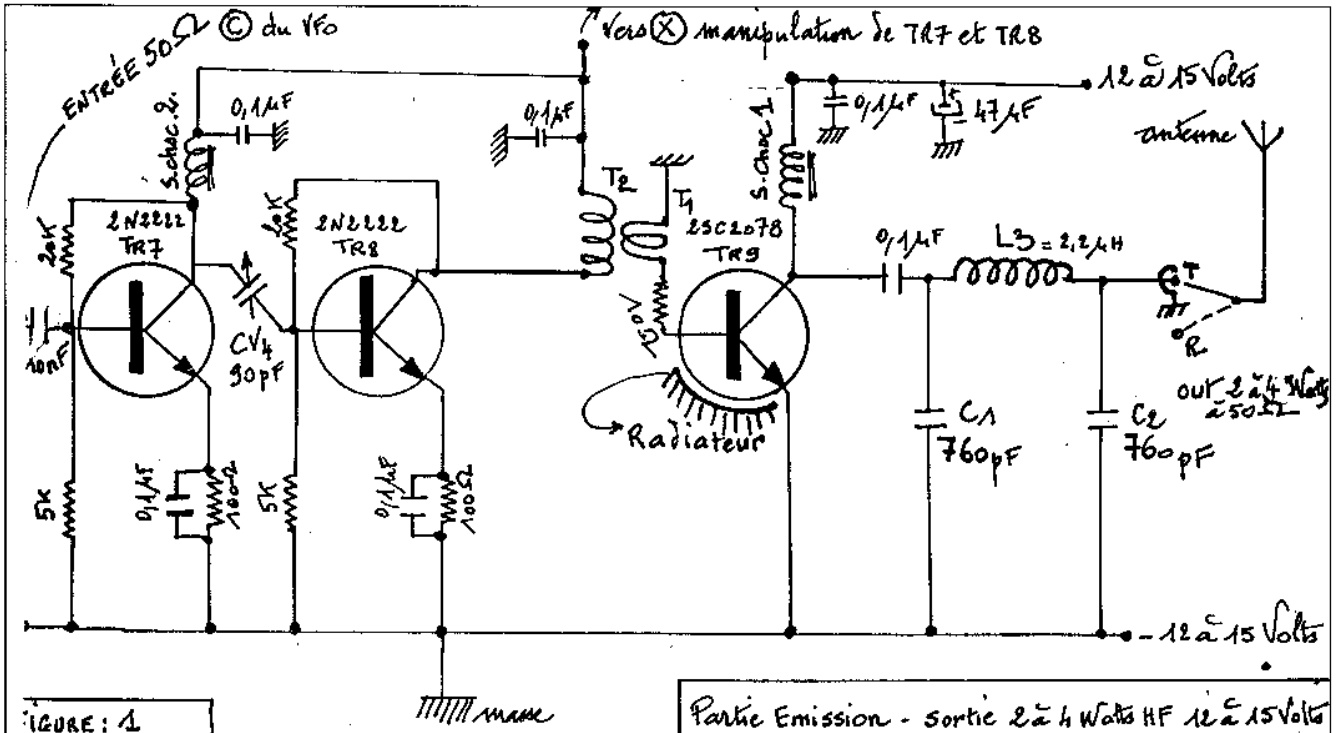 ENTRÉE 50Ω © du VFO
Vers Ⓧ manipulation de TR7 et TR8
12 à 15 Volts
0,1µF
0,1µF
0,1µF
47µF
antenne
S.choc.2.
S.choc 1
T2
T1
20K
2N2222
TR7
20K
2N2222
TR8
2SC2078
TR9
0,1µF
L3 = 2,2µH
T
R
10nF
CV4
90pF
out 2 à 4 Watts
à 50Ω
Radiateur
C1
760pF
C2
760pF
5K
0,1µF
100Ω
5K
0,1µF
100Ω
- 12 à 15 Volts
masse
FIGURE : 1
Partie Emission - sortie 2 à 4 Watts HF 12 à 15 Volts